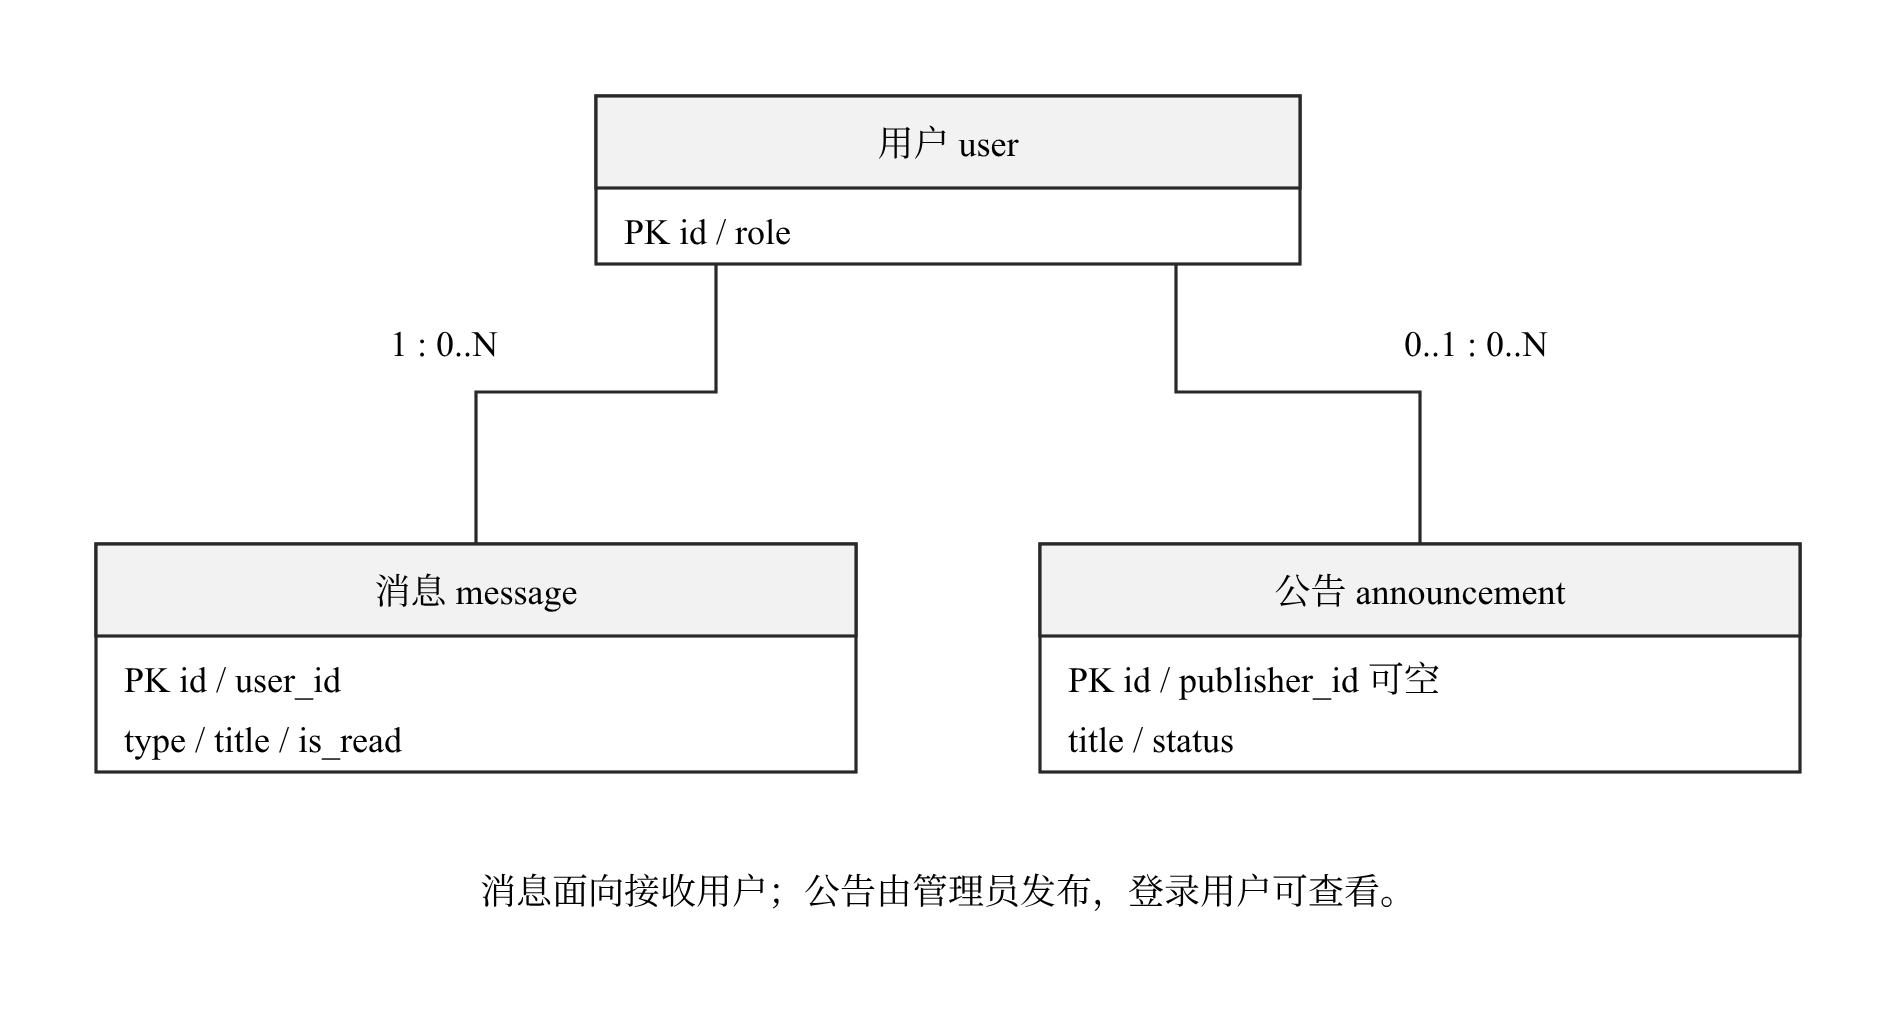 用户 user
PK id / role
1 : 0..N
0..1 : 0..N
消息 message
PK id / user_id
type / title / is_read
公告 announcement
PK id / publisher_id 可空
title / status
消息面向接收用户；公告由管理员发布，登录用户可查看。